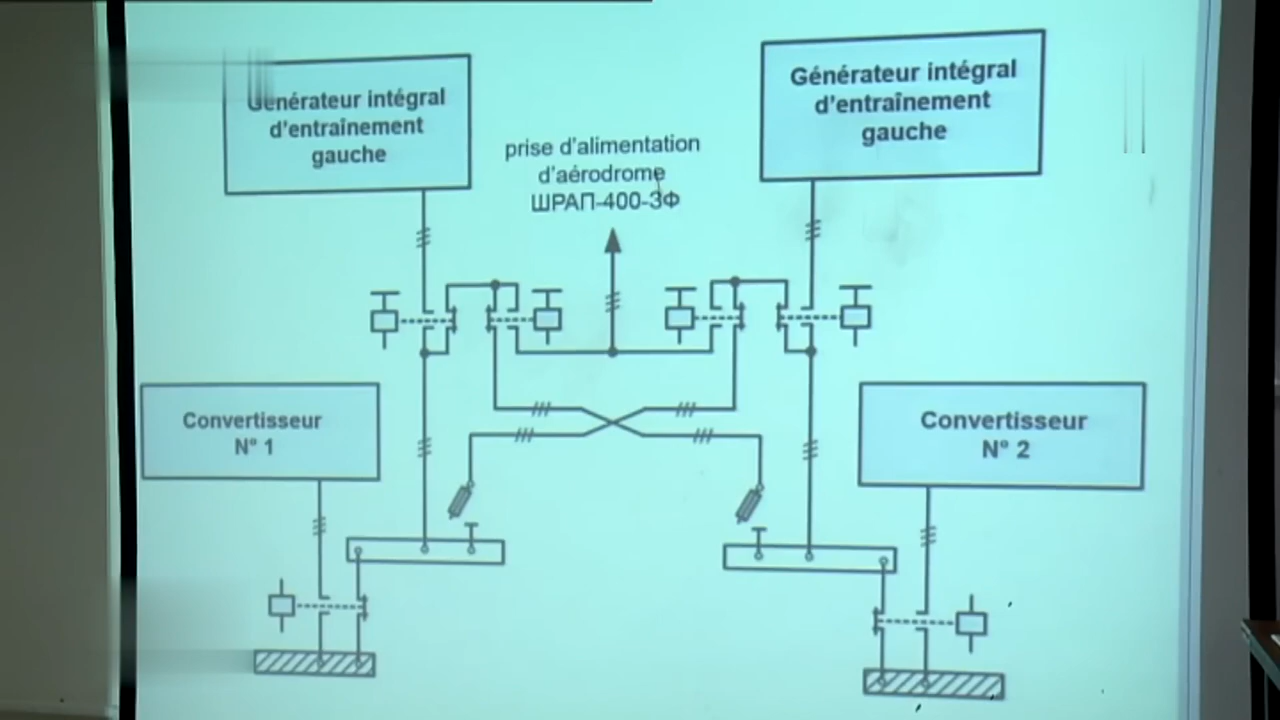 Générateur intégral
d'entraînement
gauche
prise d'alimentation
d'aérodrome
ШРАП-400-3Ф
Générateur intégral
d'entraînement
gauche
Convertisseur
N° 1
Convertisseur
N° 2